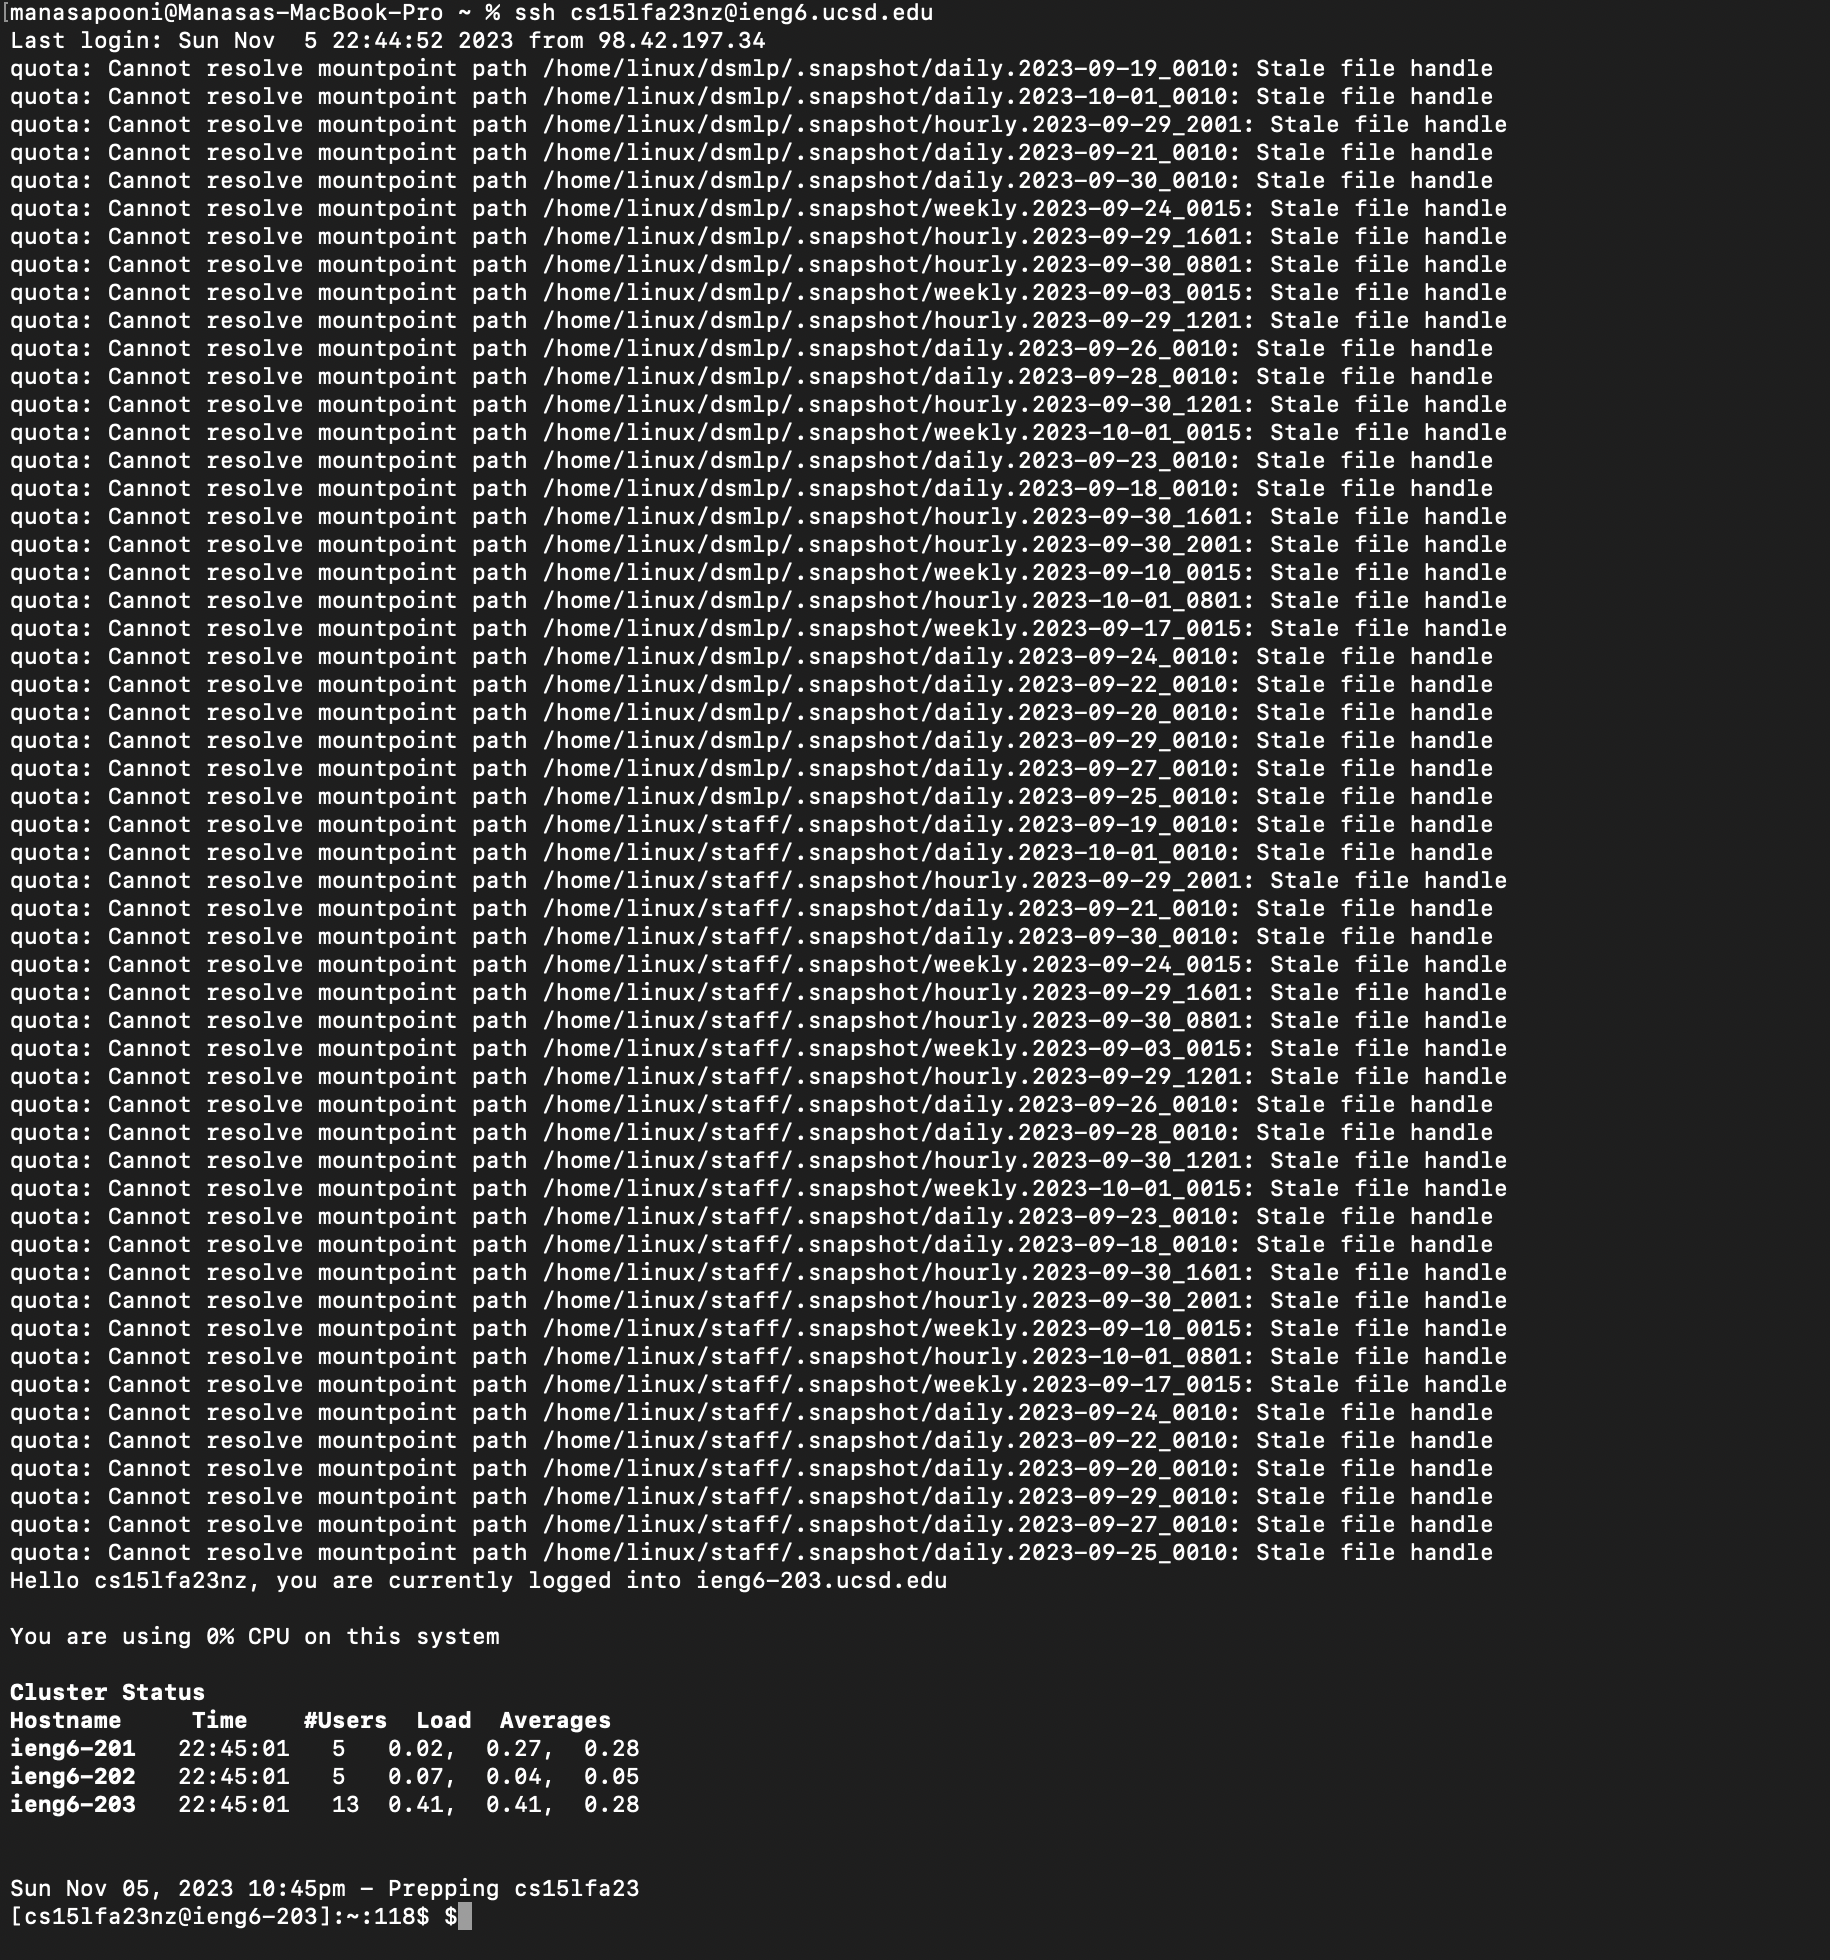 [manasapooni@Manasas-MacBook-Pro ~ % ssh cs15lfa23nz@ieng6.ucsd.edu
Last login: Sun Nov  5 22:44:52 2023 from 98.42.197.34
quota: Cannot resolve mountpoint path /home/linux/dsmlp/.snapshot/daily.2023-09-19_0010: Stale file handle
quota: Cannot resolve mountpoint path /home/linux/dsmlp/.snapshot/daily.2023-10-01_0010: Stale file handle
quota: Cannot resolve mountpoint path /home/linux/dsmlp/.snapshot/hourly.2023-09-29_2001: Stale file handle
quota: Cannot resolve mountpoint path /home/linux/dsmlp/.snapshot/daily.2023-09-21_0010: Stale file handle
quota: Cannot resolve mountpoint path /home/linux/dsmlp/.snapshot/daily.2023-09-30_0010: Stale file handle
quota: Cannot resolve mountpoint path /home/linux/dsmlp/.snapshot/weekly.2023-09-24_0015: Stale file handle
quota: Cannot resolve mountpoint path /home/linux/dsmlp/.snapshot/hourly.2023-09-29_1601: Stale file handle
quota: Cannot resolve mountpoint path /home/linux/dsmlp/.snapshot/hourly.2023-09-30_0801: Stale file handle
quota: Cannot resolve mountpoint path /home/linux/dsmlp/.snapshot/weekly.2023-09-03_0015: Stale file handle
quota: Cannot resolve mountpoint path /home/linux/dsmlp/.snapshot/hourly.2023-09-29_1201: Stale file handle
quota: Cannot resolve mountpoint path /home/linux/dsmlp/.snapshot/daily.2023-09-26_0010: Stale file handle
quota: Cannot resolve mountpoint path /home/linux/dsmlp/.snapshot/daily.2023-09-28_0010: Stale file handle
quota: Cannot resolve mountpoint path /home/linux/dsmlp/.snapshot/hourly.2023-09-30_1201: Stale file handle
quota: Cannot resolve mountpoint path /home/linux/dsmlp/.snapshot/weekly.2023-10-01_0015: Stale file handle
quota: Cannot resolve mountpoint path /home/linux/dsmlp/.snapshot/daily.2023-09-23_0010: Stale file handle
quota: Cannot resolve mountpoint path /home/linux/dsmlp/.snapshot/daily.2023-09-18_0010: Stale file handle
quota: Cannot resolve mountpoint path /home/linux/dsmlp/.snapshot/hourly.2023-09-30_1601: Stale file handle
quota: Cannot resolve mountpoint path /home/linux/dsmlp/.snapshot/hourly.2023-09-30_2001: Stale file handle
quota: Cannot resolve mountpoint path /home/linux/dsmlp/.snapshot/weekly.2023-09-10_0015: Stale file handle
quota: Cannot resolve mountpoint path /home/linux/dsmlp/.snapshot/hourly.2023-10-01_0801: Stale file handle
quota: Cannot resolve mountpoint path /home/linux/dsmlp/.snapshot/weekly.2023-09-17_0015: Stale file handle
quota: Cannot resolve mountpoint path /home/linux/dsmlp/.snapshot/daily.2023-09-24_0010: Stale file handle
quota: Cannot resolve mountpoint path /home/linux/dsmlp/.snapshot/daily.2023-09-22_0010: Stale file handle
quota: Cannot resolve mountpoint path /home/linux/dsmlp/.snapshot/daily.2023-09-20_0010: Stale file handle
quota: Cannot resolve mountpoint path /home/linux/dsmlp/.snapshot/daily.2023-09-29_0010: Stale file handle
quota: Cannot resolve mountpoint path /home/linux/dsmlp/.snapshot/daily.2023-09-27_0010: Stale file handle
quota: Cannot resolve mountpoint path /home/linux/dsmlp/.snapshot/daily.2023-09-25_0010: Stale file handle
quota: Cannot resolve mountpoint path /home/linux/staff/.snapshot/daily.2023-09-19_0010: Stale file handle
quota: Cannot resolve mountpoint path /home/linux/staff/.snapshot/daily.2023-10-01_0010: Stale file handle
quota: Cannot resolve mountpoint path /home/linux/staff/.snapshot/hourly.2023-09-29_2001: Stale file handle
quota: Cannot resolve mountpoint path /home/linux/staff/.snapshot/daily.2023-09-21_0010: Stale file handle
quota: Cannot resolve mountpoint path /home/linux/staff/.snapshot/daily.2023-09-30_0010: Stale file handle
quota: Cannot resolve mountpoint path /home/linux/staff/.snapshot/weekly.2023-09-24_0015: Stale file handle
quota: Cannot resolve mountpoint path /home/linux/staff/.snapshot/hourly.2023-09-29_1601: Stale file handle
quota: Cannot resolve mountpoint path /home/linux/staff/.snapshot/hourly.2023-09-30_0801: Stale file handle
quota: Cannot resolve mountpoint path /home/linux/staff/.snapshot/weekly.2023-09-03_0015: Stale file handle
quota: Cannot resolve mountpoint path /home/linux/staff/.snapshot/hourly.2023-09-29_1201: Stale file handle
quota: Cannot resolve mountpoint path /home/linux/staff/.snapshot/daily.2023-09-26_0010: Stale file handle
quota: Cannot resolve mountpoint path /home/linux/staff/.snapshot/daily.2023-09-28_0010: Stale file handle
quota: Cannot resolve mountpoint path /home/linux/staff/.snapshot/hourly.2023-09-30_1201: Stale file handle
quota: Cannot resolve mountpoint path /home/linux/staff/.snapshot/weekly.2023-10-01_0015: Stale file handle
quota: Cannot resolve mountpoint path /home/linux/staff/.snapshot/daily.2023-09-23_0010: Stale file handle
quota: Cannot resolve mountpoint path /home/linux/staff/.snapshot/daily.2023-09-18_0010: Stale file handle
quota: Cannot resolve mountpoint path /home/linux/staff/.snapshot/hourly.2023-09-30_1601: Stale file handle
quota: Cannot resolve mountpoint path /home/linux/staff/.snapshot/hourly.2023-09-30_2001: Stale file handle
quota: Cannot resolve mountpoint path /home/linux/staff/.snapshot/weekly.2023-09-10_0015: Stale file handle
quota: Cannot resolve mountpoint path /home/linux/staff/.snapshot/hourly.2023-10-01_0801: Stale file handle
quota: Cannot resolve mountpoint path /home/linux/staff/.snapshot/weekly.2023-09-17_0015: Stale file handle
quota: Cannot resolve mountpoint path /home/linux/staff/.snapshot/daily.2023-09-24_0010: Stale file handle
quota: Cannot resolve mountpoint path /home/linux/staff/.snapshot/daily.2023-09-22_0010: Stale file handle
quota: Cannot resolve mountpoint path /home/linux/staff/.snapshot/daily.2023-09-20_0010: Stale file handle
quota: Cannot resolve mountpoint path /home/linux/staff/.snapshot/daily.2023-09-29_0010: Stale file handle
quota: Cannot resolve mountpoint path /home/linux/staff/.snapshot/daily.2023-09-27_0010: Stale file handle
quota: Cannot resolve mountpoint path /home/linux/staff/.snapshot/daily.2023-09-25_0010: Stale file handle
Hello cs15lfa23nz, you are currently logged into ieng6-203.ucsd.edu
You are using 0% CPU on this system
Cluster Status
Hostname     Time    #Users  Load  Averages
ieng6-201   22:45:01   5   0.02,  0.27,  0.28
ieng6-202   22:45:01   5   0.07,  0.04,  0.05
ieng6-203   22:45:01   13  0.41,  0.41,  0.28
Sun Nov 05, 2023 10:45pm - Prepping cs15lfa23
[cs15lfa23nz@ieng6-203]:~:118$ $